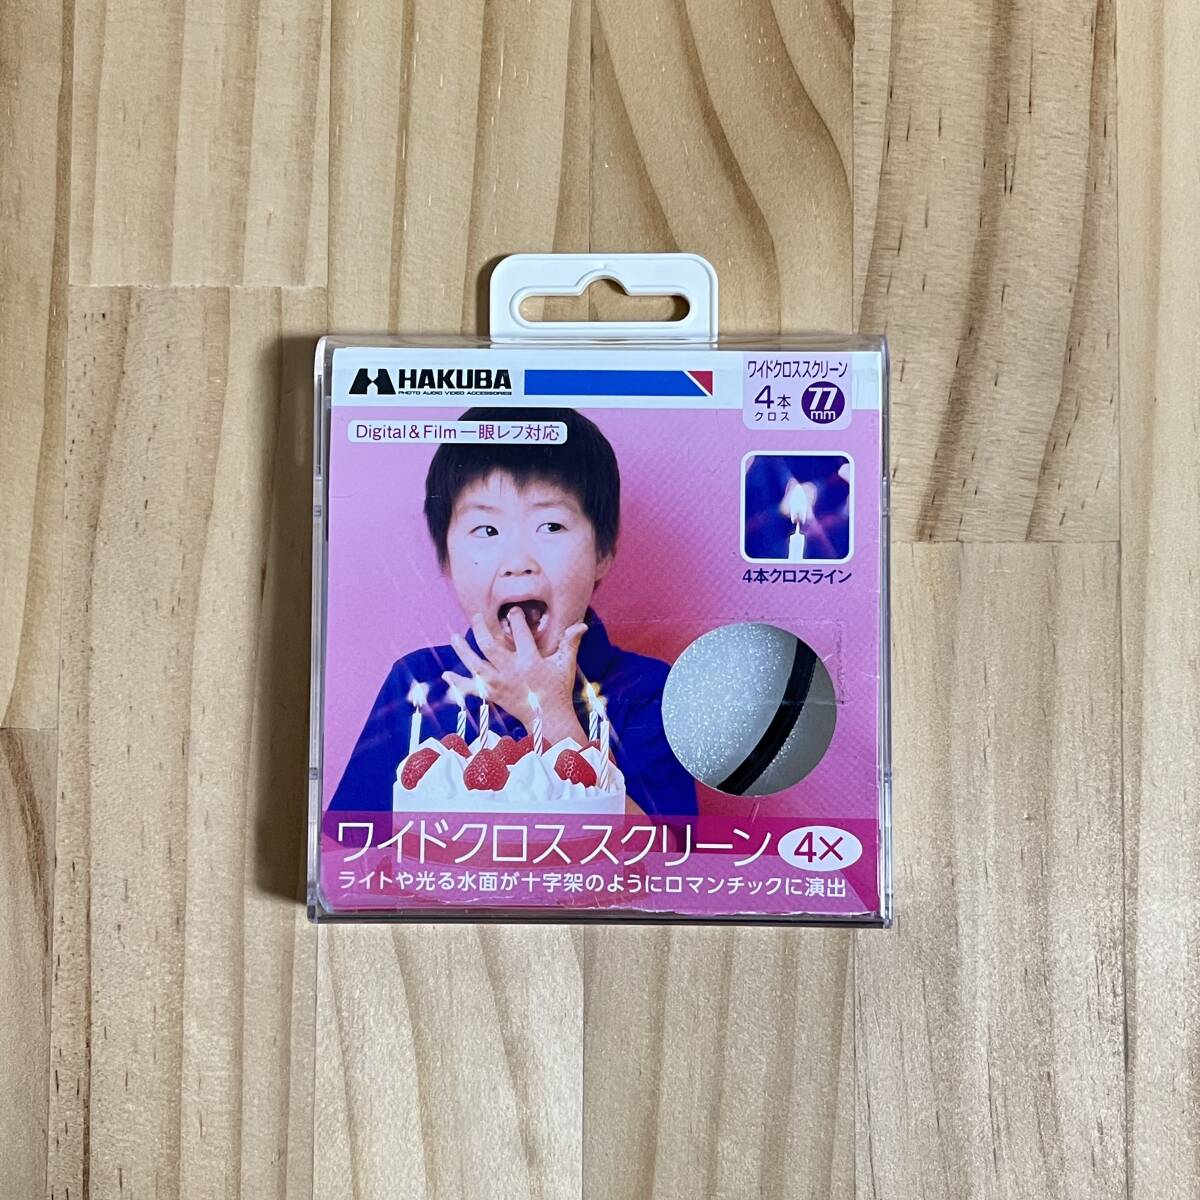 HAKUBA
PHOTO AUDIO VIDEO ACCESSORIES
ワイドクロススクリーン
4本
クロス
77
mm
Digital & Film 一眼レフ対応
4本クロスライン
ワイドクロス スクリーン 4×
ライトや光る水面が十字架のようにロマンチックに演出